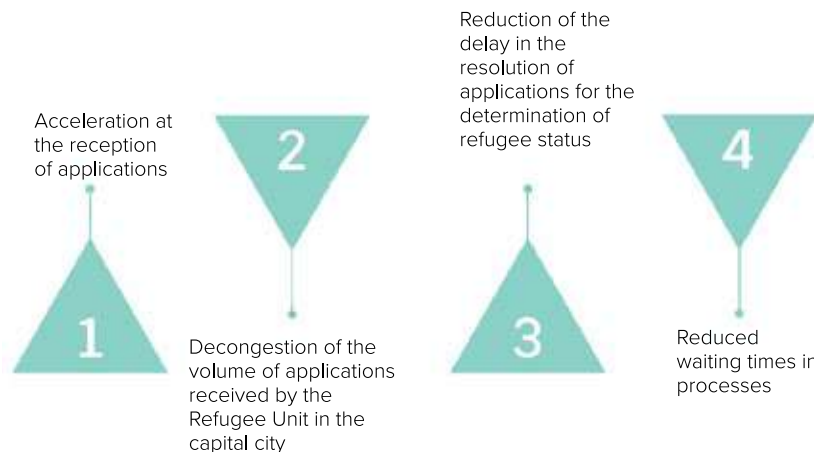 1
Acceleration at
the reception
of applications
2
Decongestion of the
volume of applications
received by the
Refugee Unit in the
capital city
3
Reduction of the
delay in the
resolution of
applications for the
determination of
refugee status
4
Reduced
waiting times in
processes